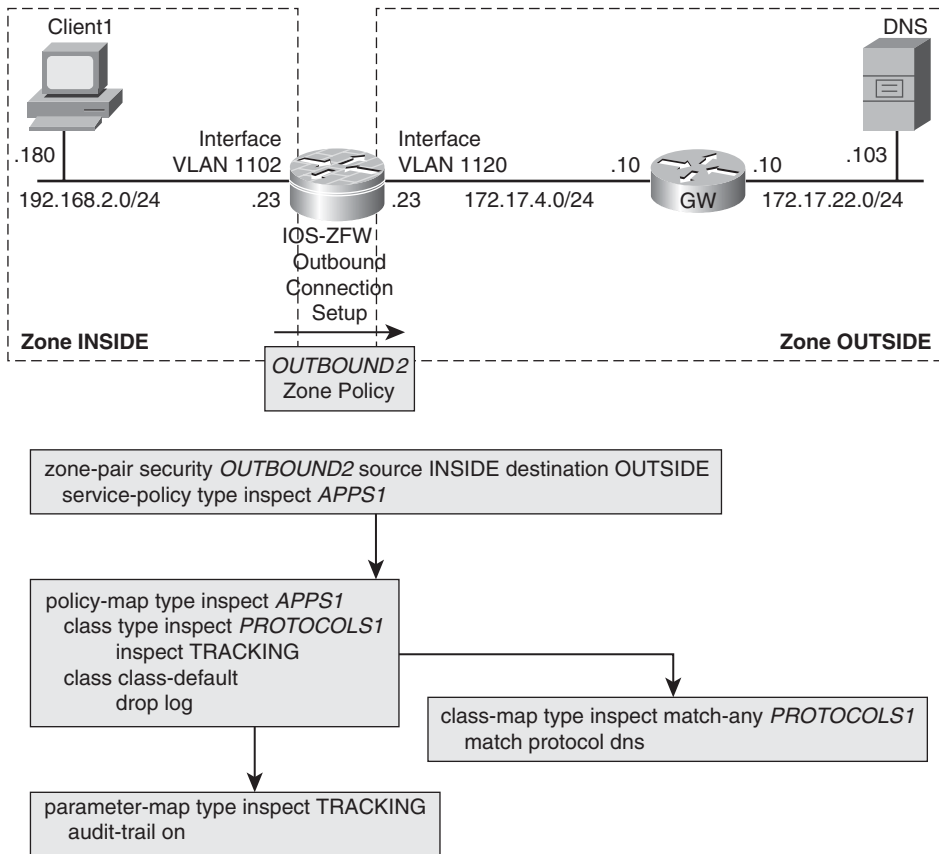 Client1
DNS
Interface
VLAN 1102
Interface
VLAN 1120
.180
.10
.10
.103
192.168.2.0/24
.23
.23
172.17.4.0/24
GW
172.17.22.0/24
IOS-ZFW
Outbound
Connection
Setup
Zone INSIDE
Zone OUTSIDE
OUTBOUND2
Zone Policy
zone-pair security OUTBOUND2 source INSIDE destination OUTSIDE
service-policy type inspect APPS1
policy-map type inspect APPS1
class type inspect PROTOCOLS1
inspect TRACKING
class class-default
drop log
class-map type inspect match-any PROTOCOLS1
match protocol dns
parameter-map type inspect TRACKING
audit-trail on